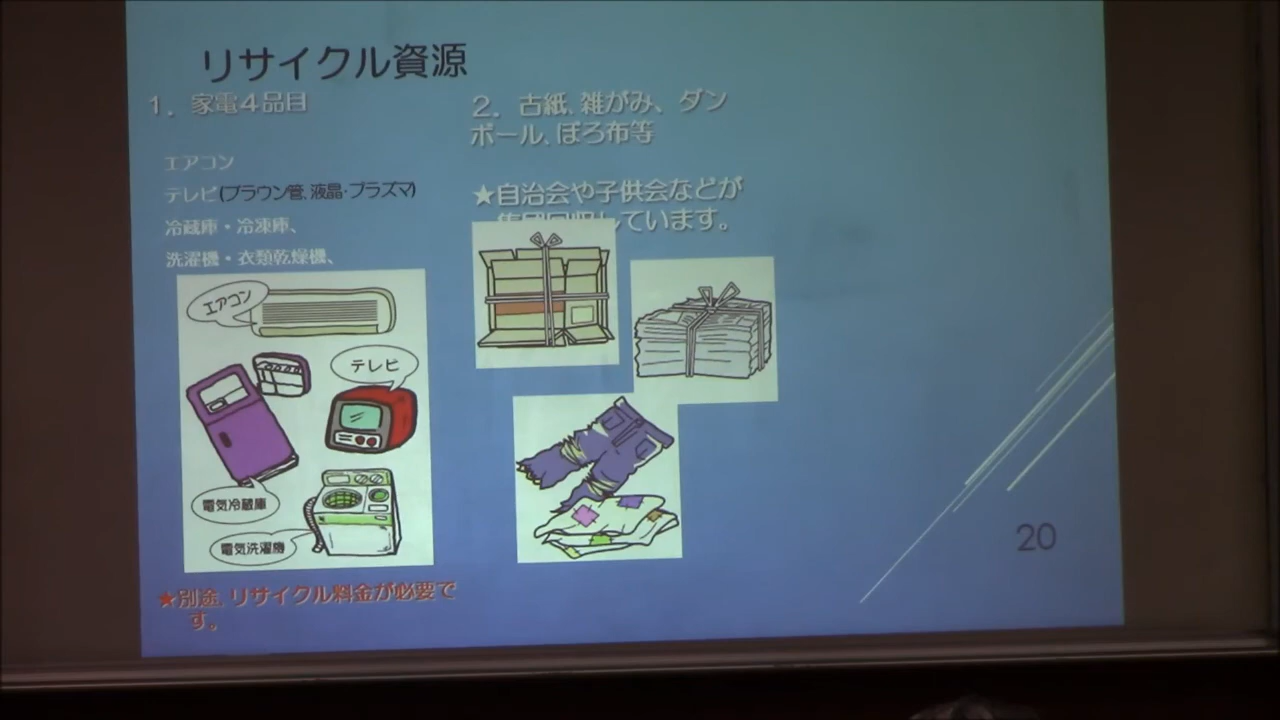 リサイクル資源
1．家電4品目
エアコン
テレビ(ブラウン管、液晶・プラズマ)
冷蔵庫・冷凍庫、
洗濯機・衣類乾燥機、
エアコン
テレビ
電気冷蔵庫
電気洗濯機
★別途、リサイクル料金が必要で
す。
2．古紙、雑がみ、ダン
ボール、ぼろ布等
★自治会や子供会などが
集団回収しています。
20